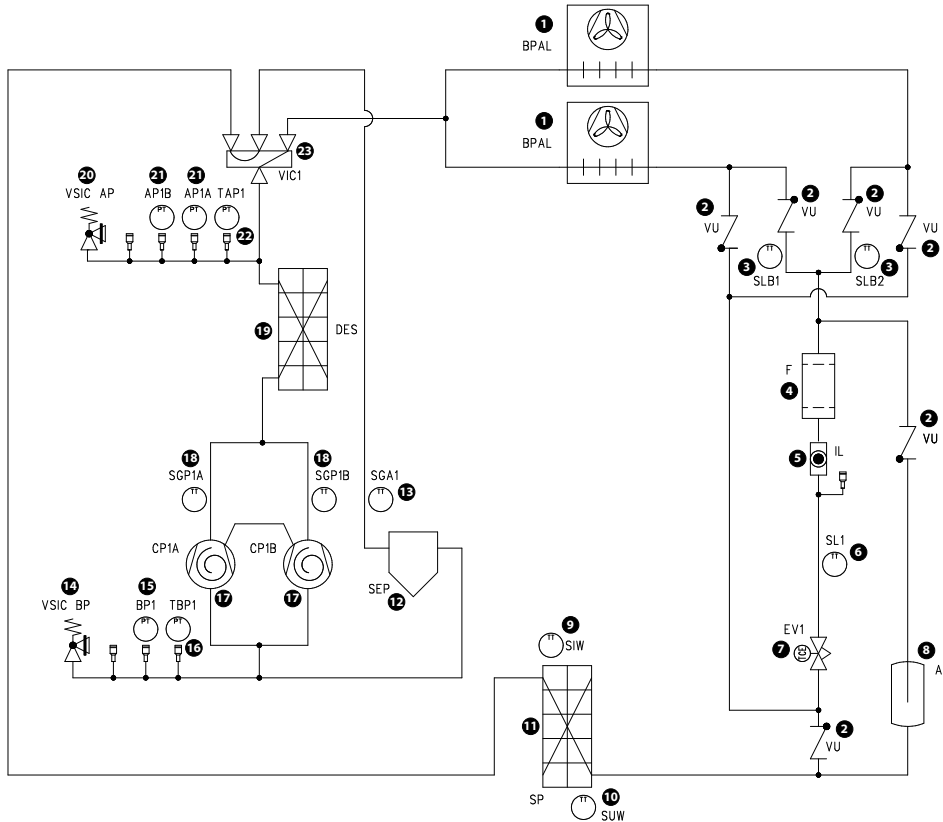 1
BPAL
1
BPAL
23
VIC1
20
VSIC AP
21
AP1B
PT
21
AP1A
PT
TAP1
PT
22
2
VU
2
VU
2
VU
VU
2
3
TT
SLB1
TT
3
SLB2
19
DES
F
4
2
VU
5
IL
18
SGP1A
TT
18
SGP1B
TT
SGA1
TT
13
CP1A
17
CP1B
17
SEP
12
SL1
TT
6
14
VSIC BP
15
BP1
PT
TBP1
PT
16
9
TT
SIW
EV1
7
TCE
8
A
11
2
VU
SP
TT
10
SUW